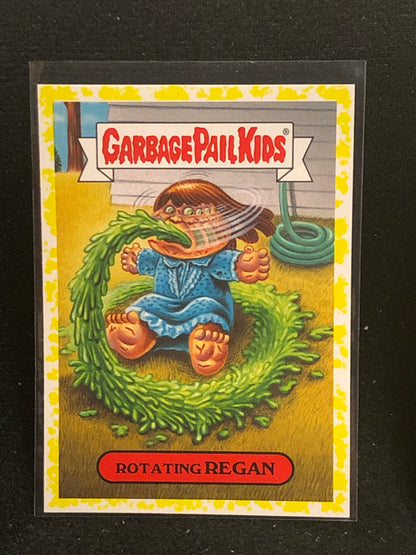 GARBAGE PAIL KIDS®
ROTATING REGAN